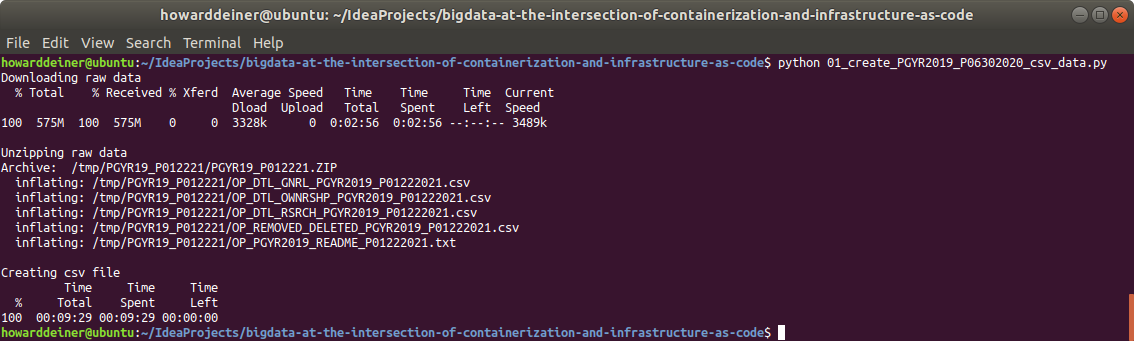 howarddeiner@ubuntu: ~/IdeaProjects/bigdata-at-the-intersection-of-containerization-and-infrastructure-as-code
File Edit View Search Terminal Help
howarddeiner@ubuntu:~/IdeaProjects/bigdata-at-the-intersection-of-containerization-and-infrastructure-as-code$ python 01_create_PGYR2019_P06302020_csv_data.py
Downloading raw data
  % Total    % Received % Xferd  Average Speed   Time    Time     Time  Current
                                 Dload  Upload   Total   Spent    Left  Speed
100  575M  100  575M    0     0  3328k      0  0:02:56  0:02:56 --:--:-- 3489k
Unzipping raw data
Archive:  /tmp/PGYR19_P012221/PGYR19_P012221.ZIP
  inflating: /tmp/PGYR19_P012221/OP_DTL_GNRL_PGYR2019_P01222021.csv
  inflating: /tmp/PGYR19_P012221/OP_DTL_OWNRSHP_PGYR2019_P01222021.csv
  inflating: /tmp/PGYR19_P012221/OP_DTL_RSRCH_PGYR2019_P01222021.csv
  inflating: /tmp/PGYR19_P012221/OP_REMOVED_DELETED_PGYR2019_P01222021.csv
  inflating: /tmp/PGYR19_P012221/OP_PGYR2019_README_P01222021.txt
Creating csv file
         Time     Time     Time
  %     Total    Spent     Left
100  00:09:29 00:09:29 00:00:00
howarddeiner@ubuntu:~/IdeaProjects/bigdata-at-the-intersection-of-containerization-and-infrastructure-as-code$